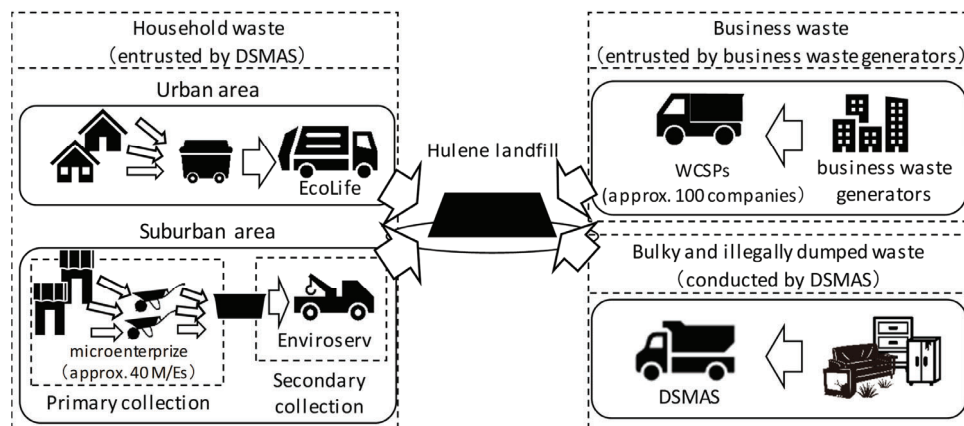 Household waste
(entrusted by DSMAS)
Urban area
EcoLife
Suburban area
microenterprize
(approx. 40 M/Es)
Primary collection
Enviroserv
Secondary
collection
Hulene landfill
Business waste
(entrusted by business waste generators)
WCSPs
(approx. 100 companies)
business waste
generators
Bulky and illegally dumped waste
(conducted by DSMAS)
DSMAS